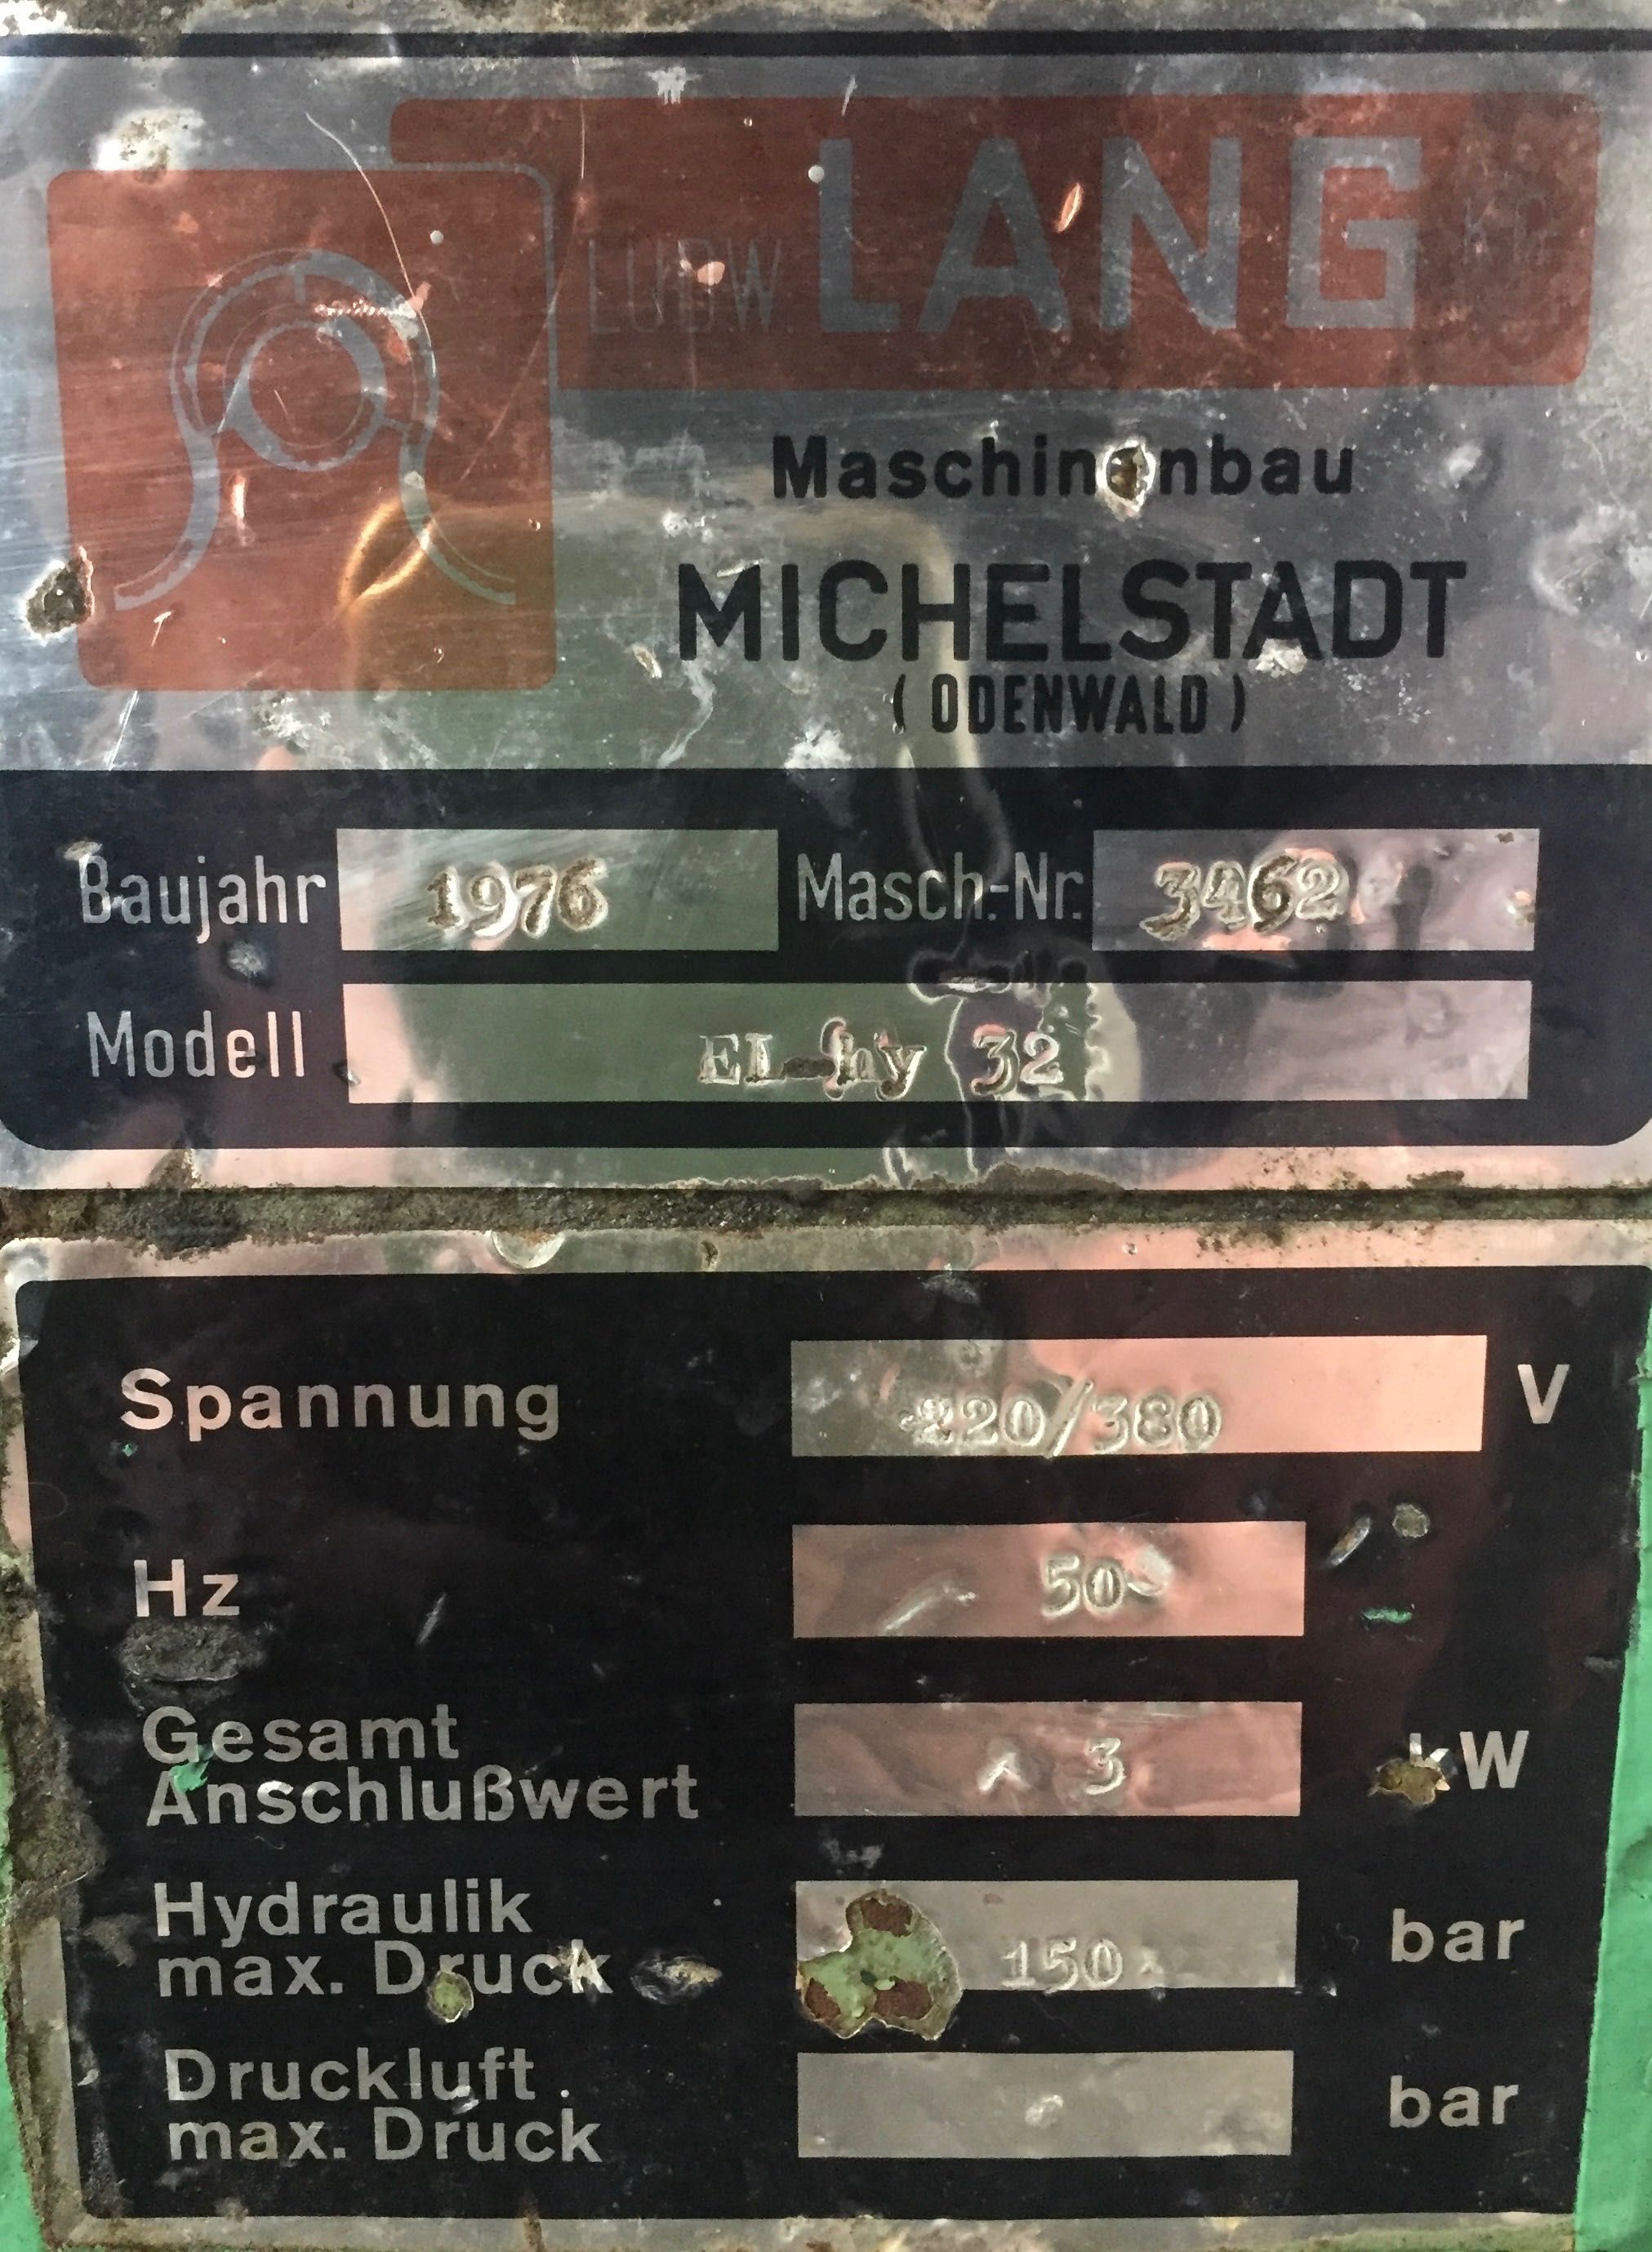 LUDW. LANG KG
Maschinenbau
MICHELSTADT
( ODENWALD )
Baujahr 1976 Masch.-Nr. 3462
Modell EL-hy 32
Spannung 220/380 V
Hz 50
Gesamt
Anschlußwert 3 kW
Hydraulik
max. Druck 150 bar
Druckluft
max. Druck bar